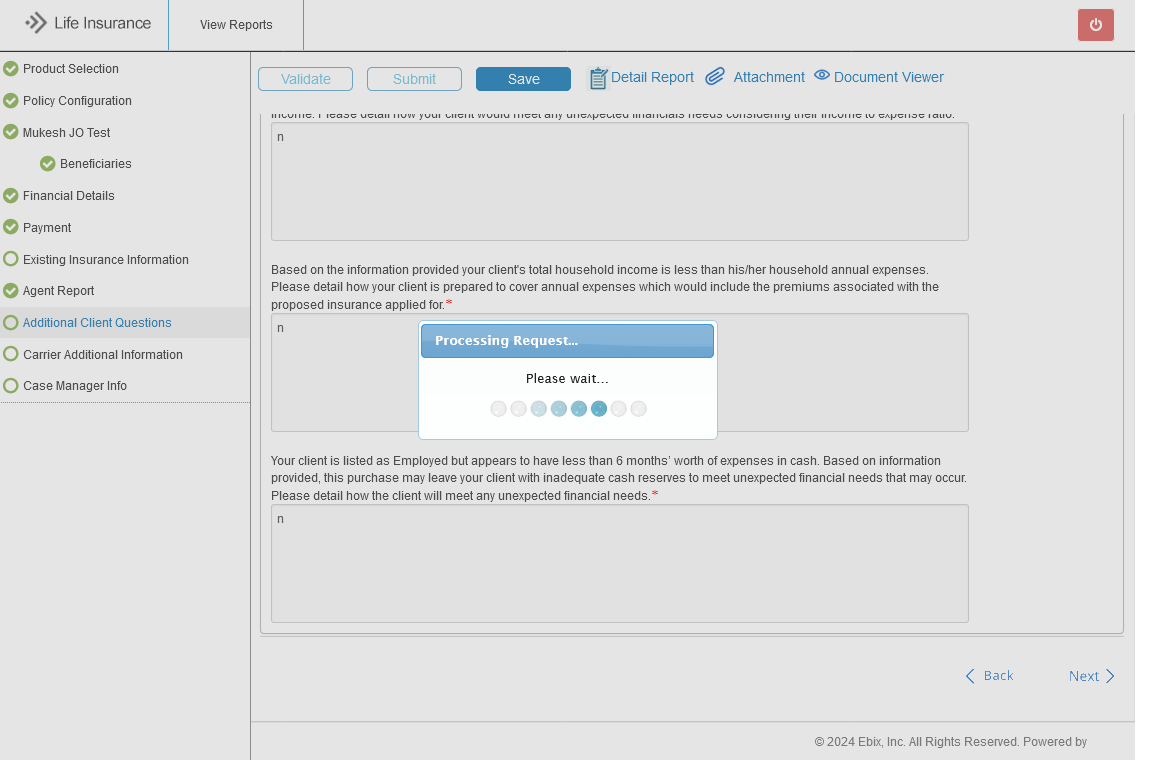 Life Insurance
View Reports
Product Selection
Policy Configuration
Mukesh JO Test
Beneficiaries
Financial Details
Payment
Existing Insurance Information
Agent Report
Additional Client Questions
Carrier Additional Information
Case Manager Info
Validate
Submit
Save
Detail Report
Attachment
Document Viewer
income. Please detail how your client would meet any unexpected financials needs considering their income to expense ratio.
n
Based on the information provided your client's total household income is less than his/her household annual expenses.
Please detail how your client is prepared to cover annual expenses which would include the premiums associated with the
proposed insurance applied for.*
n
Processing Request...
Please wait...
Your client is listed as Employed but appears to have less than 6 months' worth of expenses in cash. Based on information
provided, this purchase may leave your client with inadequate cash reserves to meet unexpected financial needs that may occur.
Please detail how the client will meet any unexpected financial needs.*
n
Back
Next
© 2024 Ebix, Inc. All Rights Reserved. Powered by